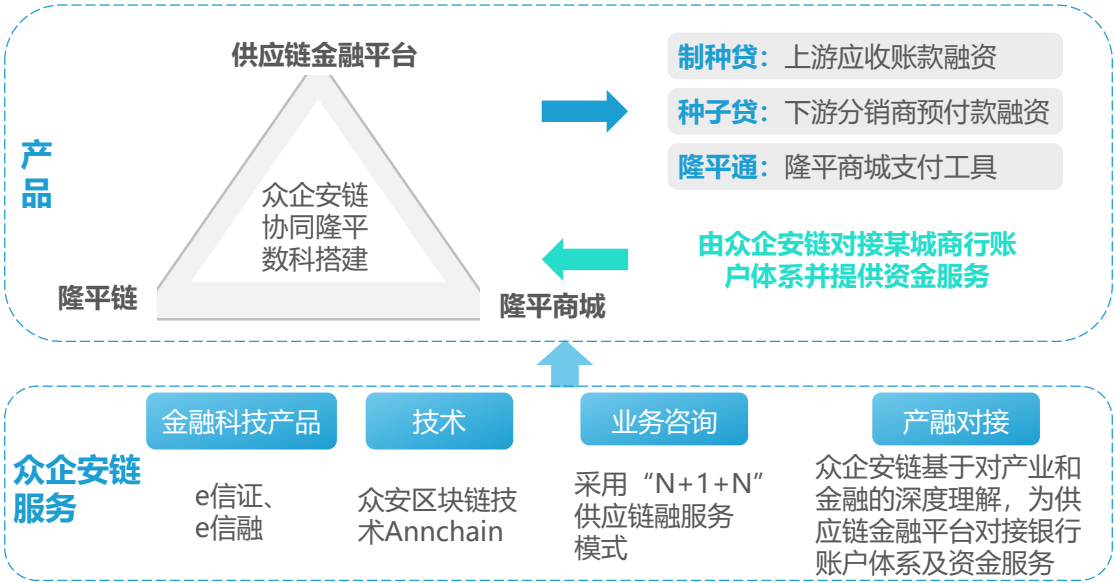 供应链金融平台
制种贷：上游应收账款融资
种子贷：下游分销商预付款融资
隆平通：隆平商城支付工具
产
品
众企安链
协同隆平
数科搭建
由众企安链对接某城商行账
户体系并提供资金服务
隆平链
隆平商城
众企安链
服务
金融科技产品
e信证、
e信融
技术
众安区块链技
术Annchain
业务咨询
采用“N+1+N”
供应链融服务
模式
产融对接
众企安链基于对产业和
金融的深度理解，为供
应链金融平台对接银行
账户体系及资金服务